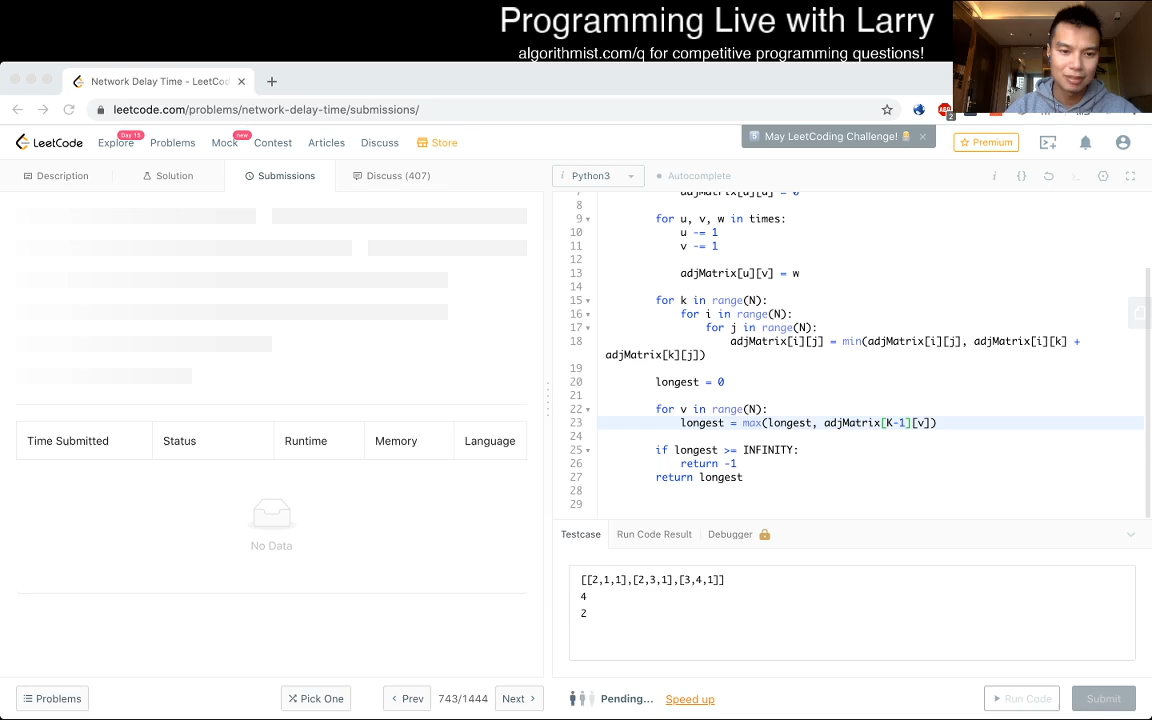 Programming Live with Larry
algorithmist.com/q for competitive programming questions!
Network Delay Time - LeetCo
leetcode.com/problems/network-delay-time/submissions/
ABP
2
LeetCode
Explore
Day 15
Problems
Mock
new
Contest
Articles
Discuss
Store
May LeetCoding Challenge!
Premium
Description
Solution
Submissions
Discuss (407)
Python3
Autocomplete
7 adjMatrix[u][u] = 0
8
9 for u, v, w in times:
10 u -= 1
11 v -= 1
12
13 adjMatrix[u][v] = w
14
15 for k in range(N):
16 for i in range(N):
17 for j in range(N):
18 adjMatrix[i][j] = min(adjMatrix[i][j], adjMatrix[i][k] +
adjMatrix[k][j])
19
20 longest = 0
21
22 for v in range(N):
23 longest = max(longest, adjMatrix[K-1][v])
24
25 if longest >= INFINITY:
26 return -1
27 return longest
28
29
Time Submitted
Status
Runtime
Memory
Language
No Data
Testcase
Run Code Result
Debugger
[[2,1,1],[2,3,1],[3,4,1]]
4
2
Problems
Pick One
Prev
743/1444
Next
Pending...
Speed up
Run Code
Submit